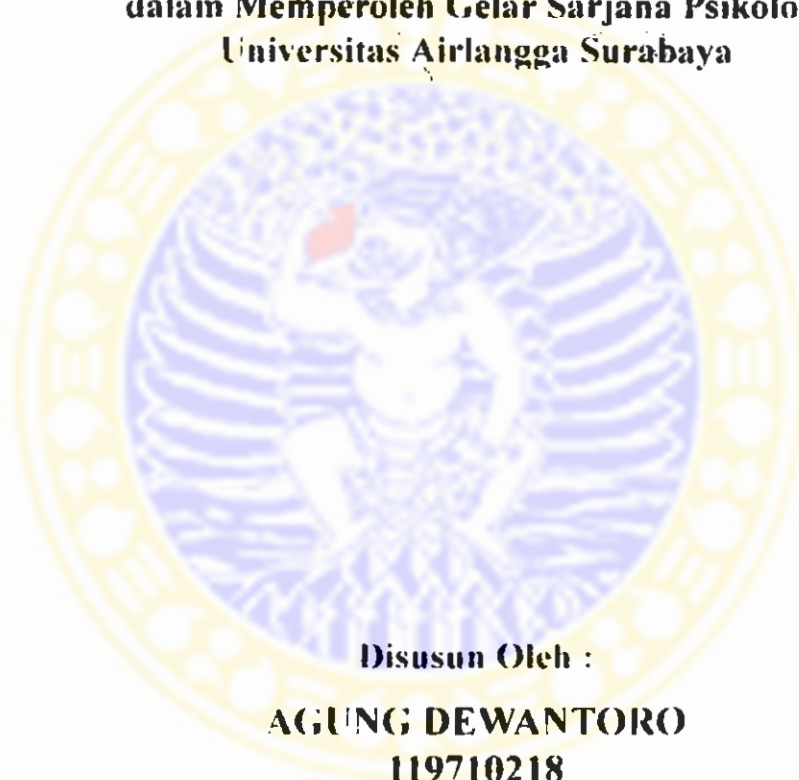 dalam Memperoleh Gelar Sarjana Psikolo
Universitas Airlangga Surabaya
Disusun Oleh :
AGUNG DEWANTORO
119710218